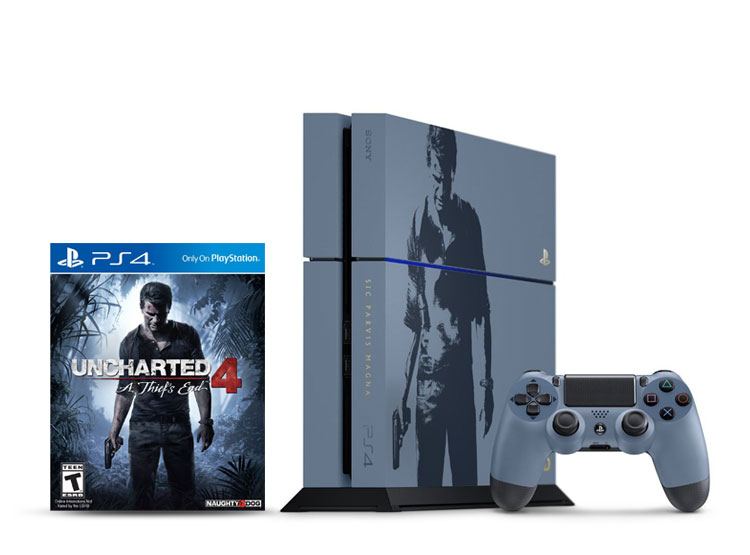 PS4
Only On PlayStation
UNCHARTED 4
A Thief's End
TEEN
T
ESRB
NAUGHTY DOG
SONY
SIC PARVIS MAGNA
PS4